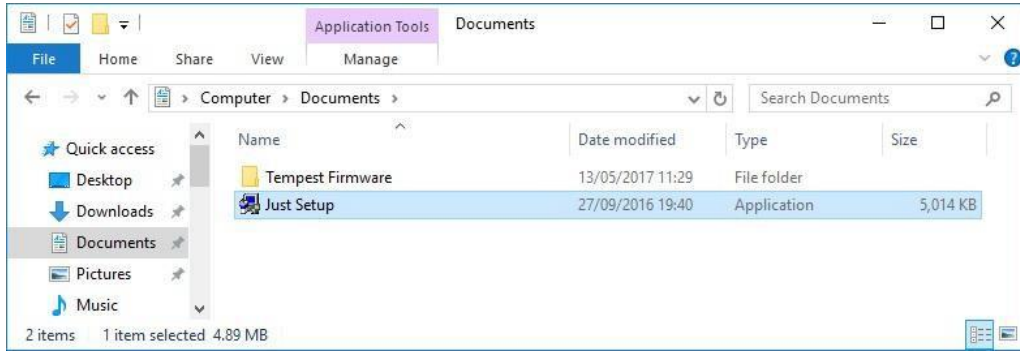 Application Tools Documents
File Home Share View Manage
Computer > Documents > Search Documents
Name Date modified Type Size
Quick access
Desktop
Downloads
Documents
Pictures
Music
Tempest Firmware 13/05/2017 11:29 File folder
Just Setup 27/09/2016 19:40 Application 5,014 KB
2 items 1 item selected 4.89 MB